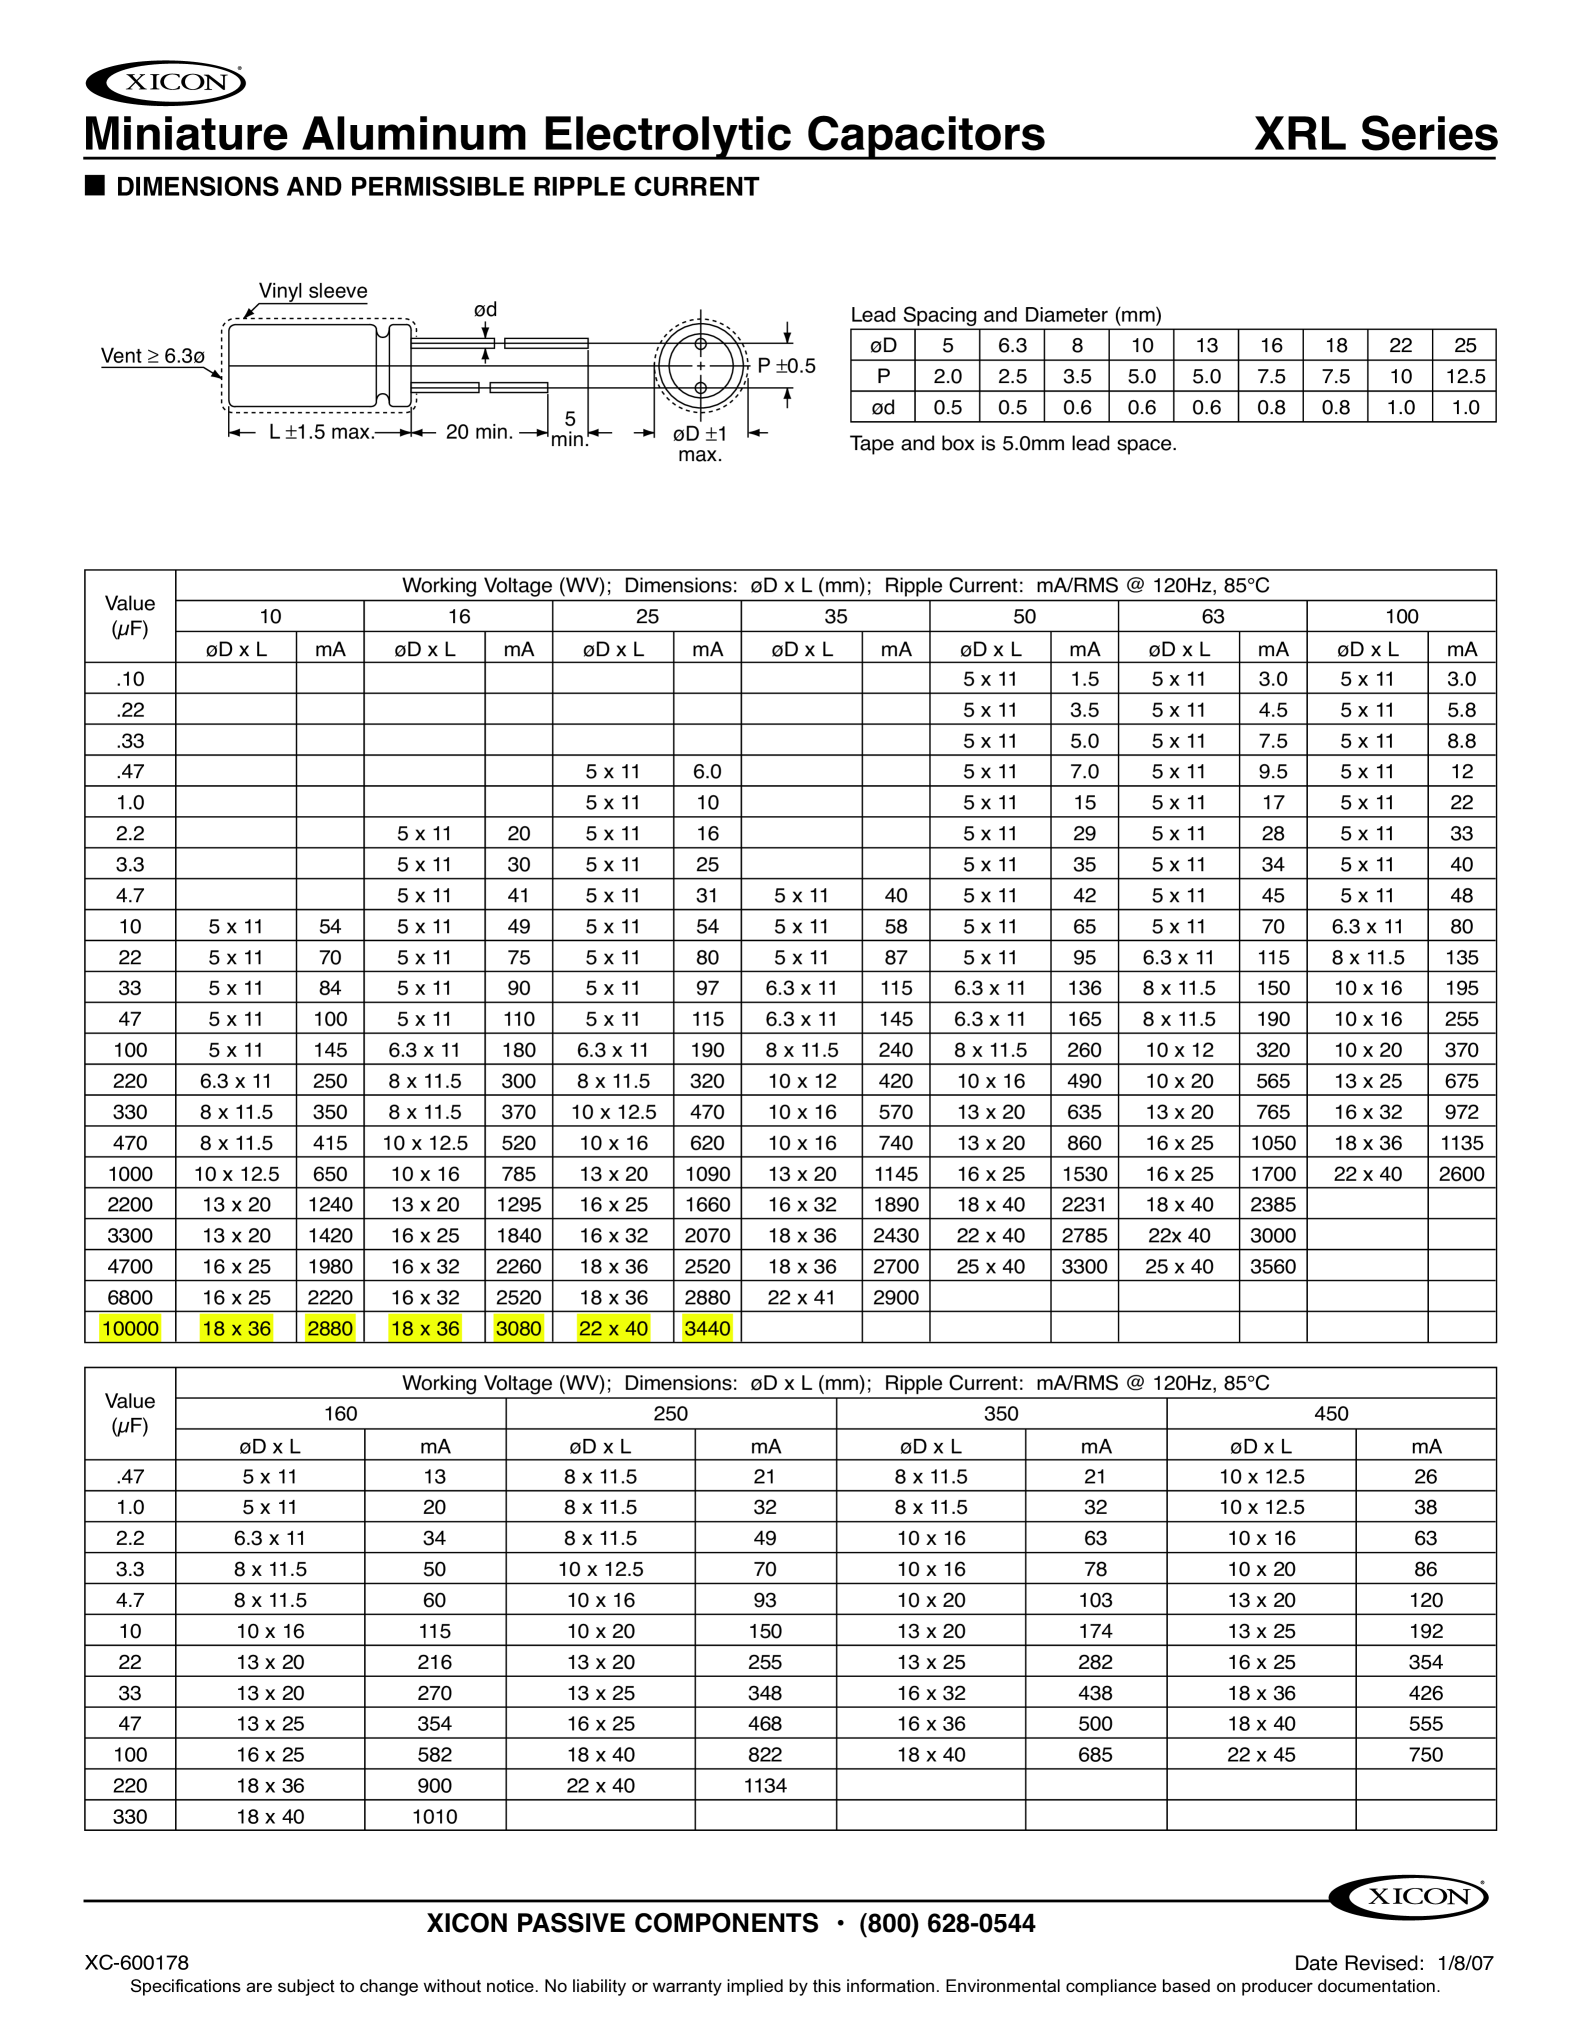 XICON®
Miniature Aluminum Electrolytic Capacitors XRL Series
■ DIMENSIONS AND PERMISSIBLE RIPPLE CURRENT
Vinyl sleeve
ød
Vent ≥ 6.3ø
P ±0.5
L ±1.5 max.
20 min.
5
min.
øD ±1
max.
Lead Spacing and Diameter (mm)
øD 5 6.3 8 10 13 16 18 22 25
P 2.0 2.5 3.5 5.0 5.0 7.5 7.5 10 12.5
ød 0.5 0.5 0.6 0.6 0.6 0.8 0.8 1.0 1.0
Tape and box is 5.0mm lead space.
Value
(µF)
Working Voltage (WV); Dimensions: øD x L (mm); Ripple Current: mA/RMS @ 120Hz, 85°C
10 16 25 35 50 63 100
øD x L mA øD x L mA øD x L mA øD x L mA øD x L mA øD x L mA øD x L mA
.10 5 x 11 1.5 5 x 11 3.0 5 x 11 3.0
.22 5 x 11 3.5 5 x 11 4.5 5 x 11 5.8
.33 5 x 11 5.0 5 x 11 7.5 5 x 11 8.8
.47 5 x 11 6.0 5 x 11 7.0 5 x 11 9.5 5 x 11 12
1.0 5 x 11 10 5 x 11 15 5 x 11 17 5 x 11 22
2.2 5 x 11 20 5 x 11 16 5 x 11 29 5 x 11 28 5 x 11 33
3.3 5 x 11 30 5 x 11 25 5 x 11 35 5 x 11 34 5 x 11 40
4.7 5 x 11 41 5 x 11 31 5 x 11 40 5 x 11 42 5 x 11 45 5 x 11 48
10 5 x 11 54 5 x 11 49 5 x 11 54 5 x 11 58 5 x 11 65 5 x 11 70 6.3 x 11 80
22 5 x 11 70 5 x 11 75 5 x 11 80 5 x 11 87 5 x 11 95 6.3 x 11 115 8 x 11.5 135
33 5 x 11 84 5 x 11 90 5 x 11 97 6.3 x 11 115 6.3 x 11 136 8 x 11.5 150 10 x 16 195
47 5 x 11 100 5 x 11 110 5 x 11 115 6.3 x 11 145 6.3 x 11 165 8 x 11.5 190 10 x 16 255
100 5 x 11 145 6.3 x 11 180 6.3 x 11 190 8 x 11.5 240 8 x 11.5 260 10 x 12 320 10 x 20 370
220 6.3 x 11 250 8 x 11.5 300 8 x 11.5 320 10 x 12 420 10 x 16 490 10 x 20 565 13 x 25 675
330 8 x 11.5 350 8 x 11.5 370 10 x 12.5 470 10 x 16 570 13 x 20 635 13 x 20 765 16 x 32 972
470 8 x 11.5 415 10 x 12.5 520 10 x 16 620 10 x 16 740 13 x 20 860 16 x 25 1050 18 x 36 1135
1000 10 x 12.5 650 10 x 16 785 13 x 20 1090 13 x 20 1145 16 x 25 1530 16 x 25 1700 22 x 40 2600
2200 13 x 20 1240 13 x 20 1295 16 x 25 1660 16 x 32 1890 18 x 40 2231 18 x 40 2385
3300 13 x 20 1420 16 x 25 1840 16 x 32 2070 18 x 36 2430 22 x 40 2785 22x 40 3000
4700 16 x 25 1980 16 x 32 2260 18 x 36 2520 18 x 36 2700 25 x 40 3300 25 x 40 3560
6800 16 x 25 2220 16 x 32 2520 18 x 36 2880 22 x 41 2900
10000 18 x 36 2880 18 x 36 3080 22 x 40 3440
Value
(µF)
Working Voltage (WV); Dimensions: øD x L (mm); Ripple Current: mA/RMS @ 120Hz, 85°C
160 250 350 450
øD x L mA øD x L mA øD x L mA øD x L mA
.47 5 x 11 13 8 x 11.5 21 8 x 11.5 21 10 x 12.5 26
1.0 5 x 11 20 8 x 11.5 32 8 x 11.5 32 10 x 12.5 38
2.2 6.3 x 11 34 8 x 11.5 49 10 x 16 63 10 x 16 63
3.3 8 x 11.5 50 10 x 12.5 70 10 x 16 78 10 x 20 86
4.7 8 x 11.5 60 10 x 16 93 10 x 20 103 13 x 20 120
10 10 x 16 115 10 x 20 150 13 x 20 174 13 x 25 192
22 13 x 20 216 13 x 20 255 13 x 25 282 16 x 25 354
33 13 x 20 270 13 x 25 348 16 x 32 438 18 x 36 426
47 13 x 25 354 16 x 25 468 16 x 36 500 18 x 40 555
100 16 x 25 582 18 x 40 822 18 x 40 685 22 x 45 750
220 18 x 36 900 22 x 40 1134
330 18 x 40 1010
XICON®
XICON PASSIVE COMPONENTS • (800) 628-0544
XC-600178 Date Revised: 1/8/07
Specifications are subject to change without notice. No liability or warranty implied by this information. Environmental compliance based on producer documentation.